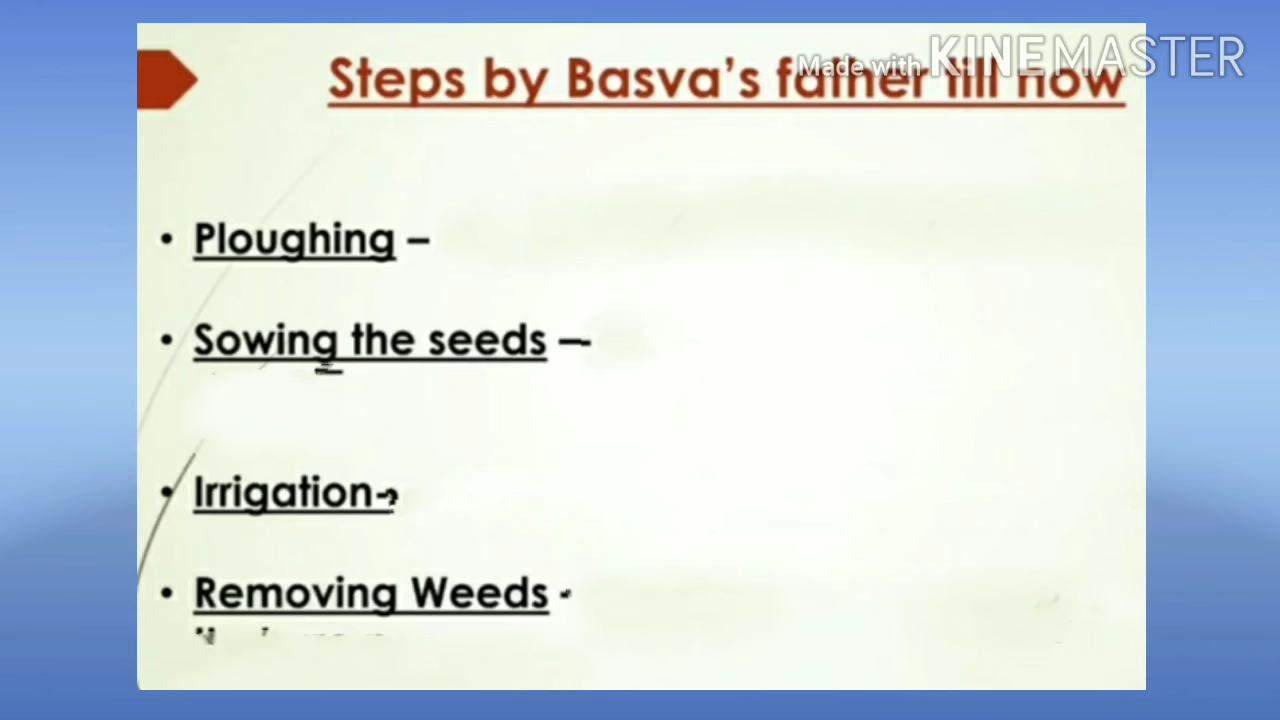 Made with KINEMASTER
Steps by Basva's father till now
• Ploughing –
• Sowing the seeds –-
• Irrigation-
• Removing Weeds -